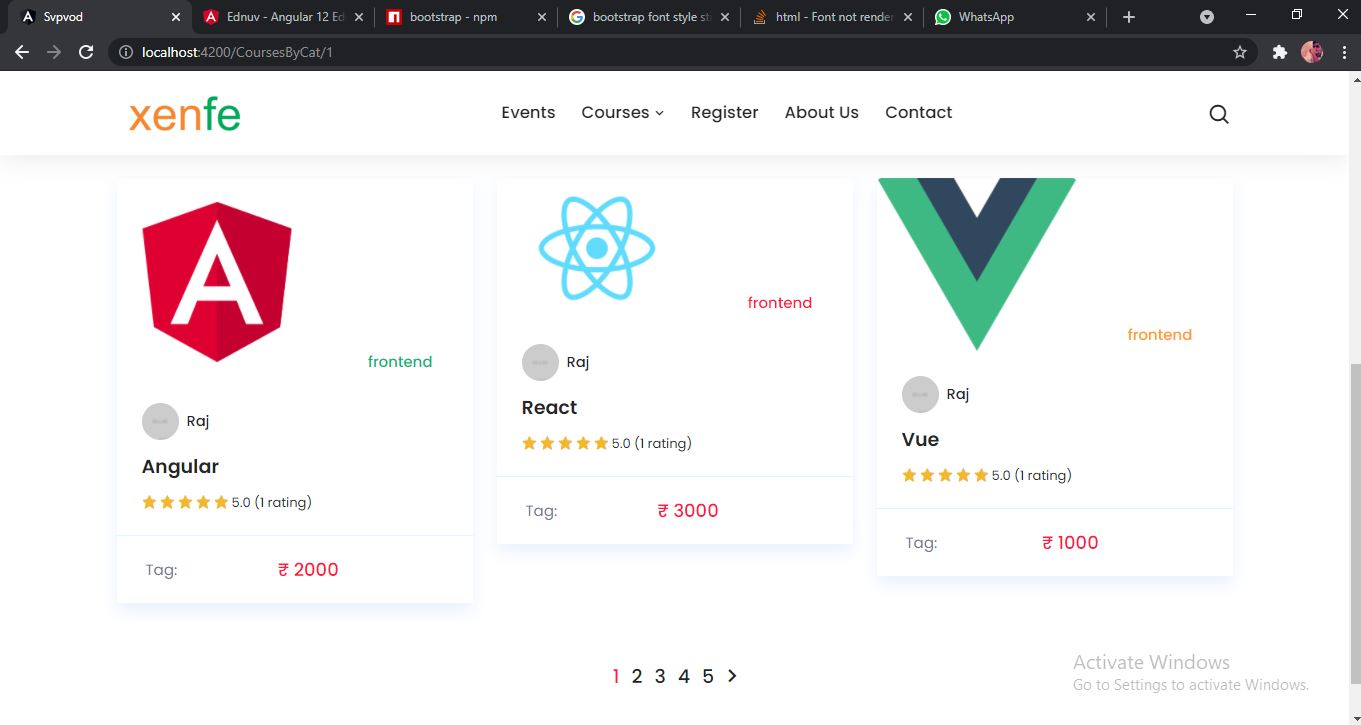 Svpvod
Ednuv - Angular 12 Ed
bootstrap - npm
bootstrap font style st
html - Font not render
WhatsApp
localhost:4200/CoursesByCat/1
xenfe
Events
Courses
Register
About Us
Contact
A
frontend
Raj
Angular
5.0 (1 rating)
Tag:
₹ 2000
frontend
Raj
React
5.0 (1 rating)
Tag:
₹ 3000
frontend
Raj
Vue
5.0 (1 rating)
Tag:
₹ 1000
1 2 3 4 5
Activate Windows
Go to Settings to activate Windows.